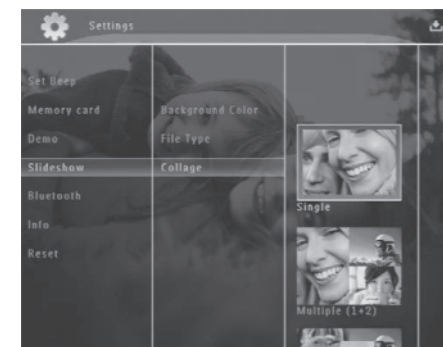 Settings
Set Beep
Memory card
Demo
Slideshow
Bluetooth
Info
Reset
Background Color
File Type
Collage
Single
Multiple (1+2)